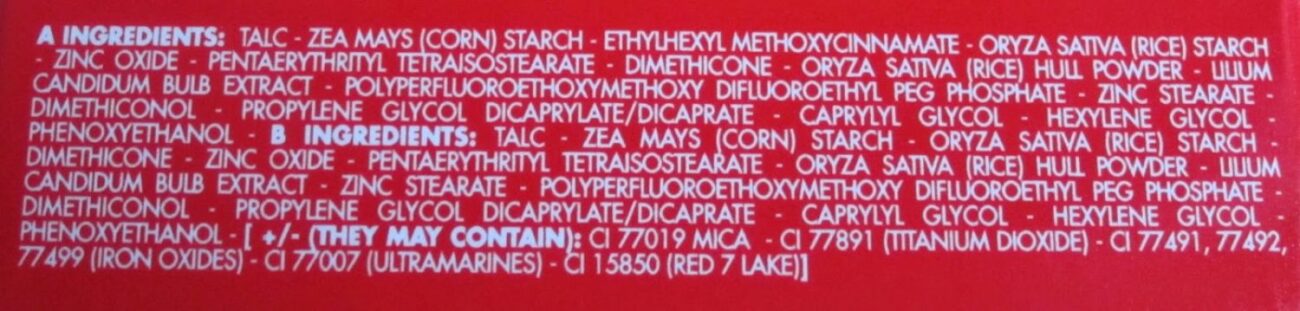 A INGREDIENTS: TALC - ZEA MAYS (CORN) STARCH - ETHYLHEXYL METHOXYCINNAMATE - ORYZA SATIVA (RICE) STARCH
- ZINC OXIDE - PENTAERYTHRITYL TETRAISOSTEARATE - DIMETHICONE - ORYZA SATIVA (RICE) HULL POWDER - LILIUM
CANDIDUM BULB EXTRACT - POLYPERFLUOROETHOXYMETHOXY DIFLUOROETHYL PEG PHOSPHATE - ZINC STEARATE -
DIMETHICONOL - PROPYLENE GLYCOL DICAPRYLATE/DICAPRATE - CAPRYLYL GLYCOL - HEXYLENE GLYCOL -
PHENOXYETHANOL - B INGREDIENTS: TALC - ZEA MAYS (CORN) STARCH - ORYZA SATIVA (RICE) STARCH -
DIMETHICONE - ZINC OXIDE - PENTAERYTHRITYL TETRAISOSTEARATE - ORYZA SATIVA (RICE) HULL POWDER - LILIUM
CANDIDUM BULB EXTRACT - ZINC STEARATE - POLYPERFLUOROETHOXYMETHOXY DIFLUOROETHYL PEG PHOSPHATE -
DIMETHICONOL - PROPYLENE GLYCOL DICAPRYLATE/DICAPRATE - CAPRYLYL GLYCOL - HEXYLENE GLYCOL -
PHENOXYETHANOL - [ +/- (THEY MAY CONTAIN): CI 77019 MICA - CI 77891 (TITANIUM DIOXIDE) - CI 77491, 77492,
77499 (IRON OXIDES) - CI 77007 (ULTRAMARINES) - CI 15850 (RED 7 LAKE)]